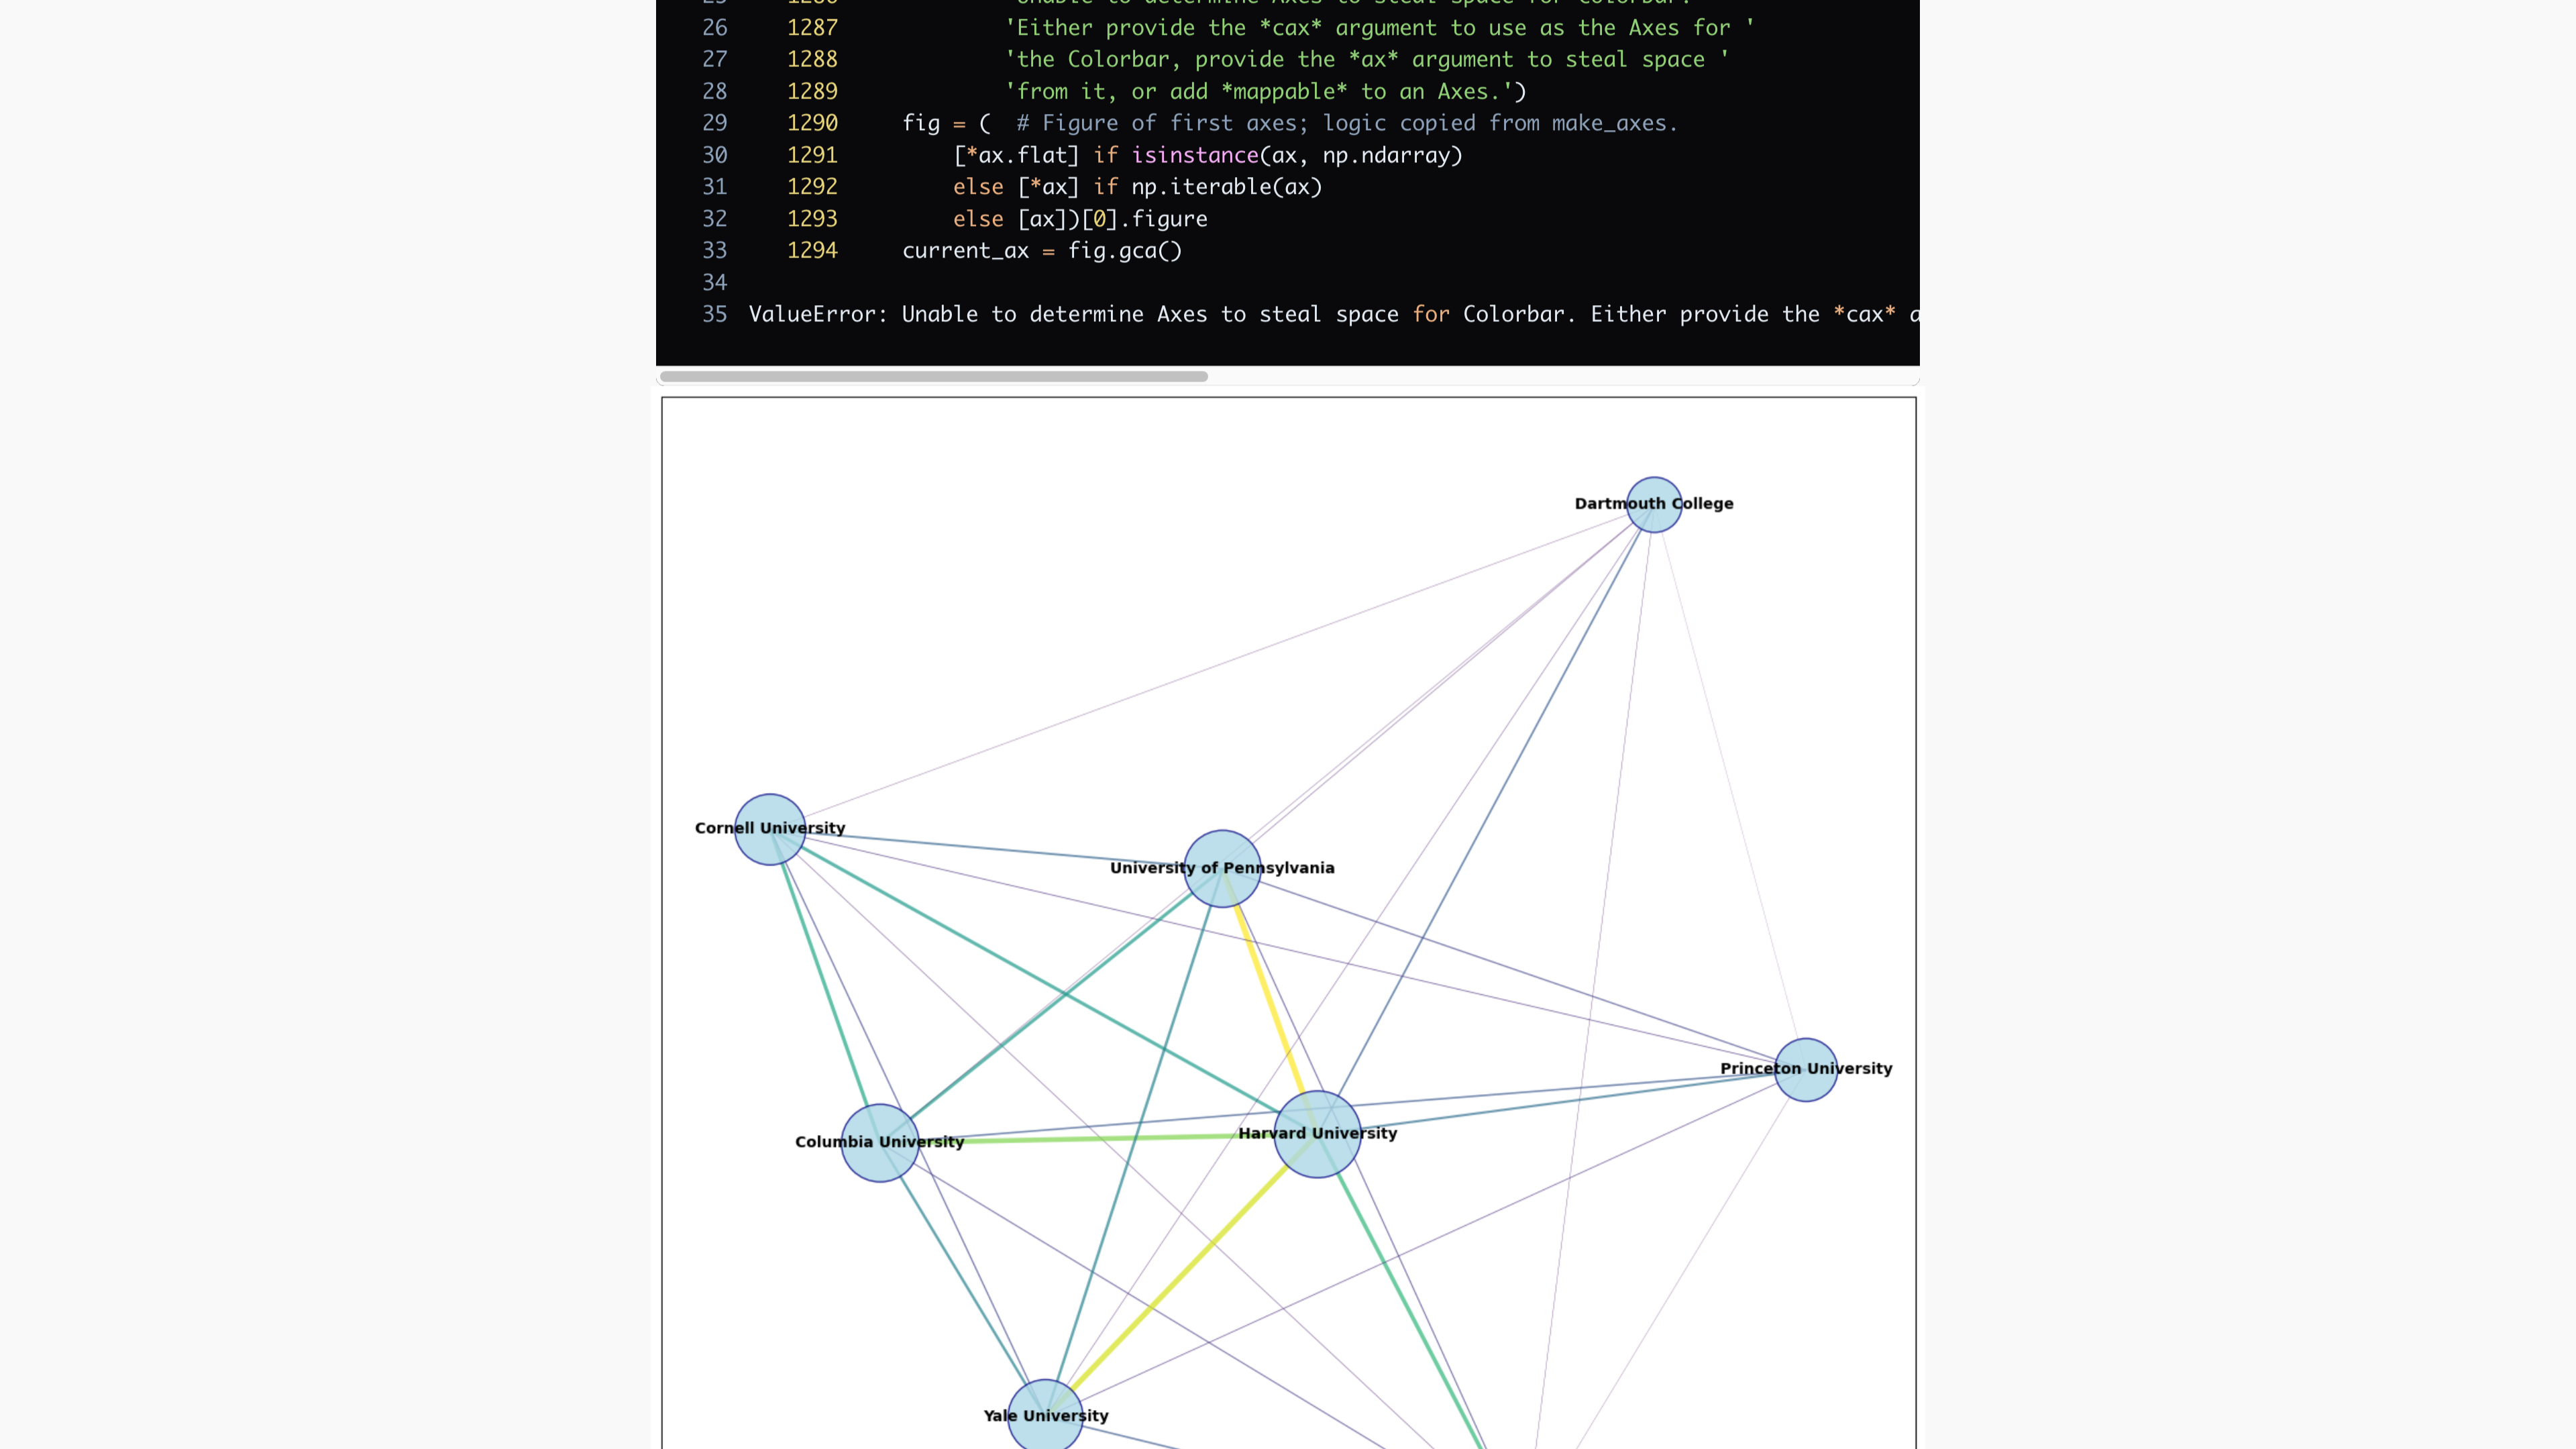 26 1287 'Either provide the *cax* argument to use as the Axes for '
27 1288 'the Colorbar, provide the *ax* argument to steal space '
28 1289 'from it, or add *mappable* to an Axes.')
29 1290 fig = ( # Figure of first axes; logic copied from make_axes.
30 1291 [*ax.flat] if isinstance(ax, np.ndarray)
31 1292 else [*ax] if np.iterable(ax)
32 1293 else [ax])[0].figure
33 1294 current_ax = fig.gca()
34
35 ValueError: Unable to determine Axes to steal space for Colorbar. Either provide the *cax*
Dartmouth College
Cornell University
University of Pennsylvania
Princeton University
Harvard University
Columbia University
Yale University